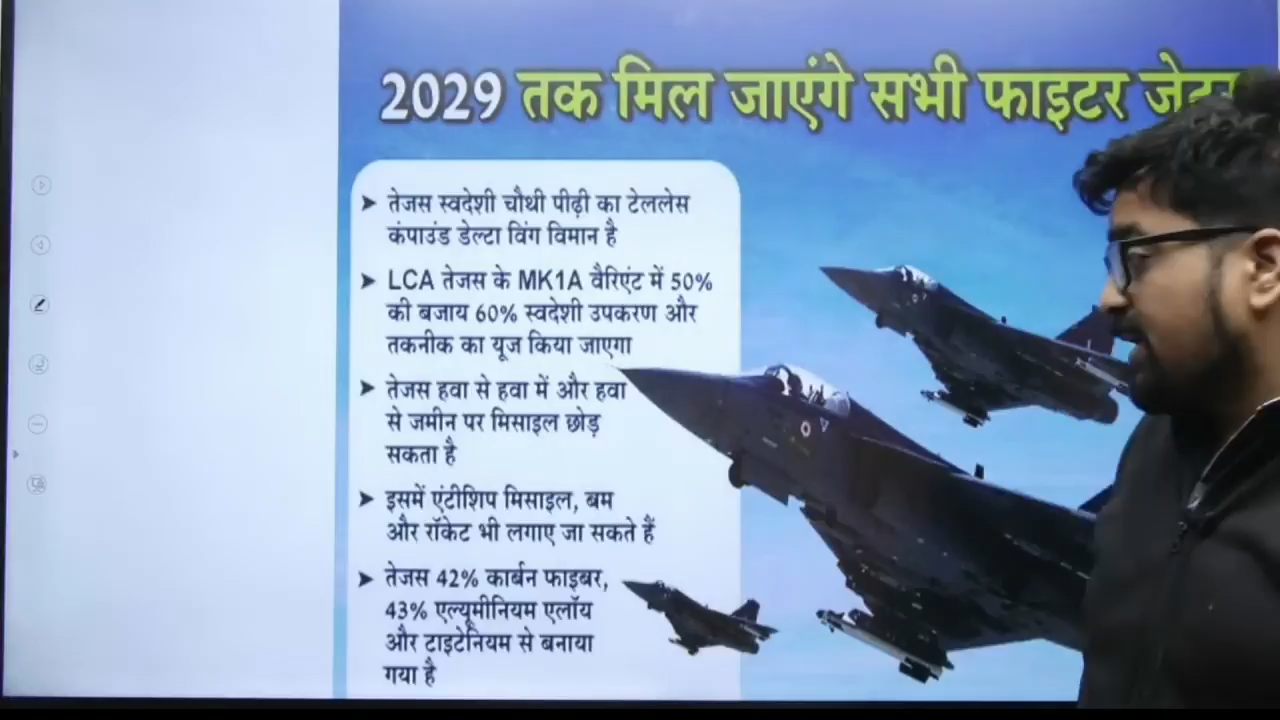 2029 तक मिल जाएंगे सभी फाइटर
➤ तेजस स्वदेशी चौथी पीढ़ी का टेललेस
कंपाउंड डेल्टा विंग विमान है
➤ LCA तेजस के MK1A वैरिएंट में 50%
की बजाय 60% स्वदेशी उपकरण और
तकनीक का यूज किया जाएगा
➤ तेजस हवा से हवा में और हवा
से जमीन पर मिसाइल छोड़
सकता है
➤ इसमें एंटीशिप मिसाइल, बम
और रॉकेट भी लगाए जा सकते हैं
➤ तेजस 42% कार्बन फाइबर,
43% एल्यूमीनियम एलॉय
और टाइटेनियम से बनाया
गया है